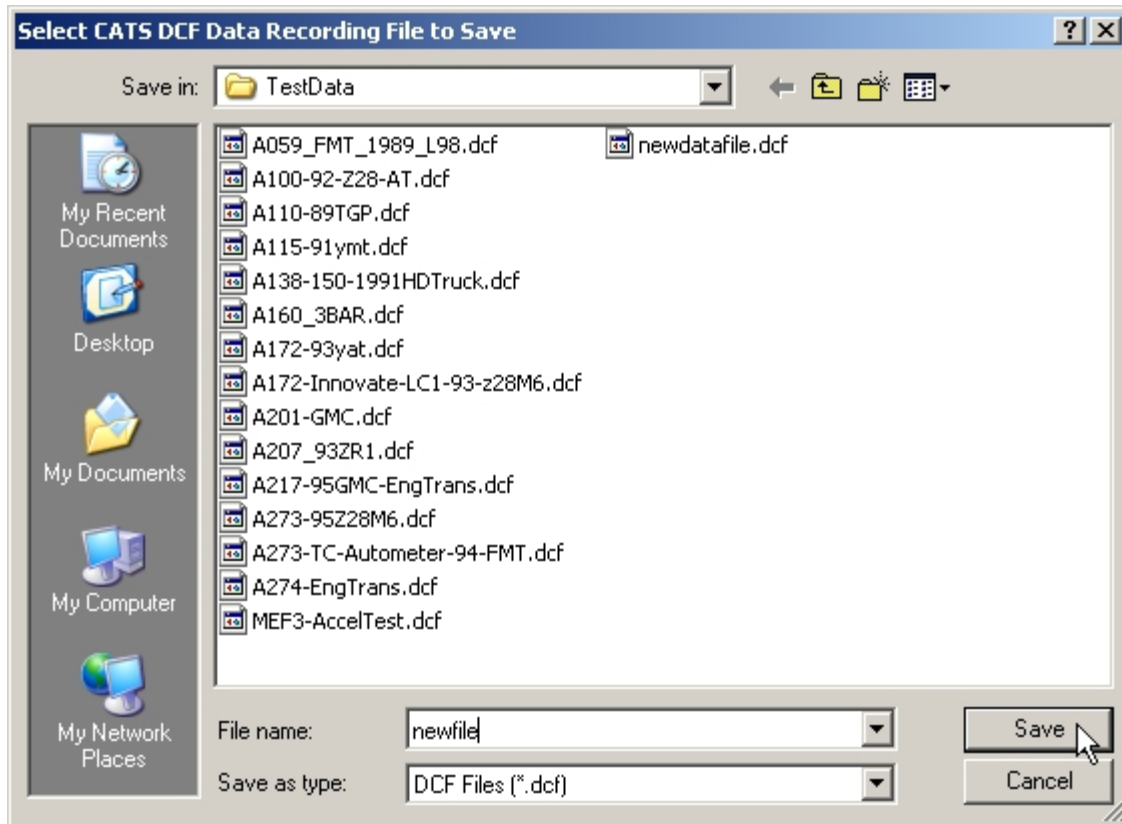 Select CATS DCF Data Recording File to Save
Save in: TestData
My Recent
Documents
Desktop
My Documents
My Computer
My Network
Places
A059_FMT_1989_L98.dcf
A100-92-Z28-AT.dcf
A110-89TGP.dcf
A115-91ymt.dcf
A138-150-1991HDTruck.dcf
A160_3BAR.dcf
A172-93yat.dcf
A172-Innovate-LC1-93-z28M6.dcf
A201-GMC.dcf
A207_93ZR1.dcf
A217-95GMC-EngTrans.dcf
A273-95Z28M6.dcf
A273-TC-Autometer-94-FMT.dcf
A274-EngTrans.dcf
MEF3-AccelTest.dcf
newdatafile.dcf
File name: newfile
Save
Save as type: DCF Files (*.dcf)
Cancel